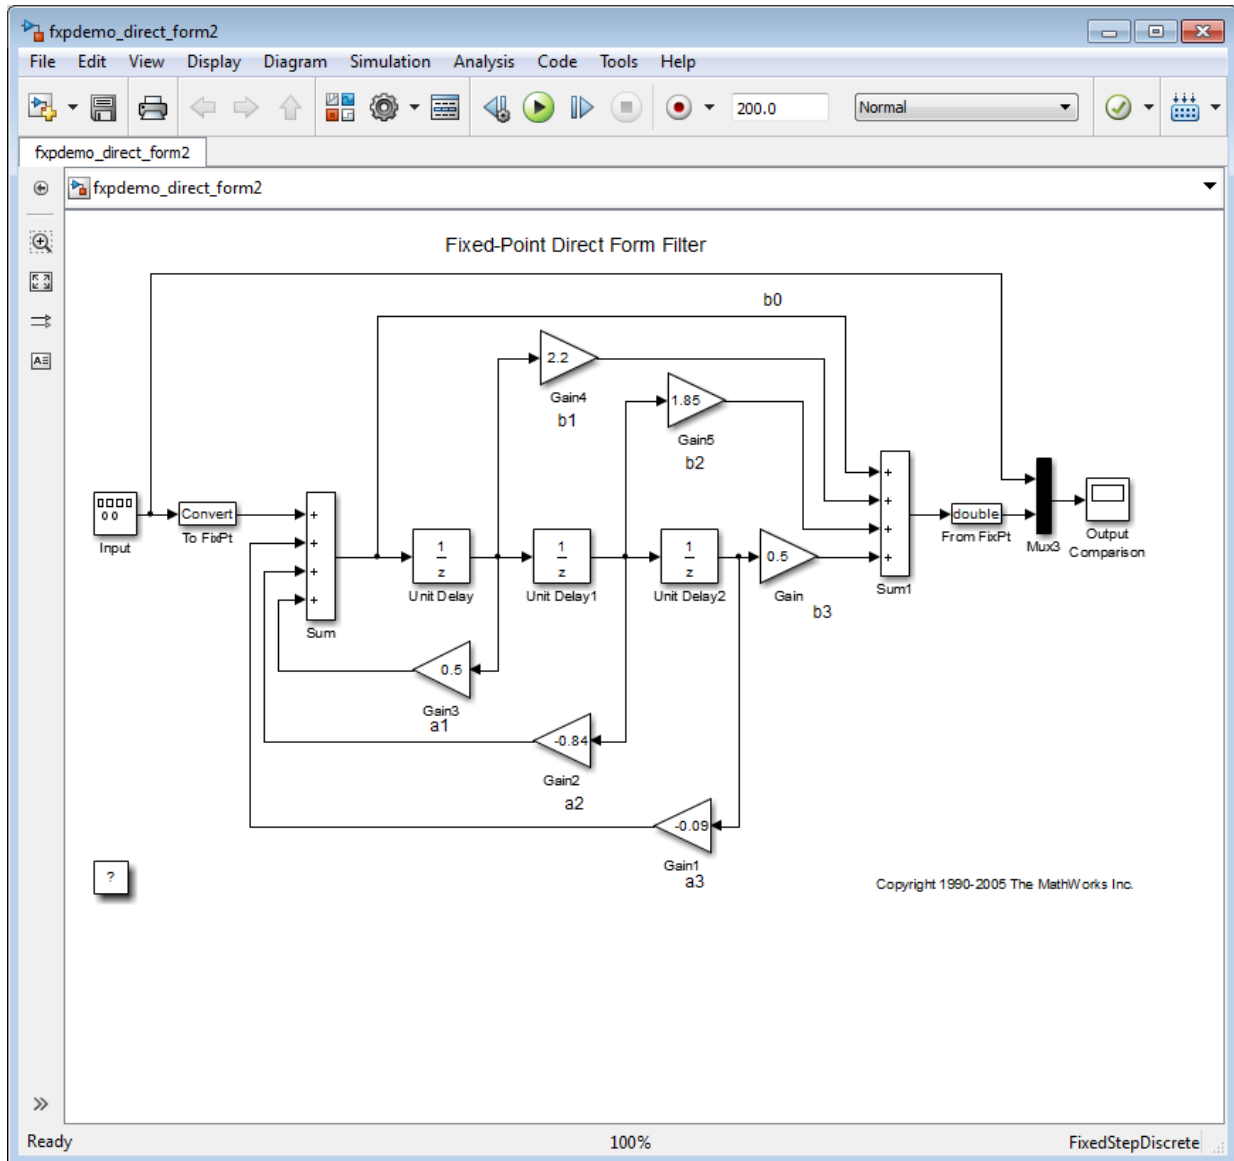 fxpdemo_direct_form2
File Edit View Display Diagram Simulation Analysis Code Tools Help
200.0 Normal
fxpdemo_direct_form2
fxpdemo_direct_form2
Fixed-Point Direct Form Filter
b0
2.2
Gain4
b1
1.85
Gain5
b2
Input
Convert
To FixPt
+
+
+
+
Sum
1
z
Unit Delay
1
z
Unit Delay1
1
z
Unit Delay2
0.5
Gain
b3
+
+
+
+
Sum1
double
From FixPt
Mux3
Output
Comparison
0.5
Gain3
a1
-0.84
Gain2
a2
-0.09
Gain1
a3
?
Copyright 1990-2005 The MathWorks Inc.
Ready 100% FixedStepDiscrete